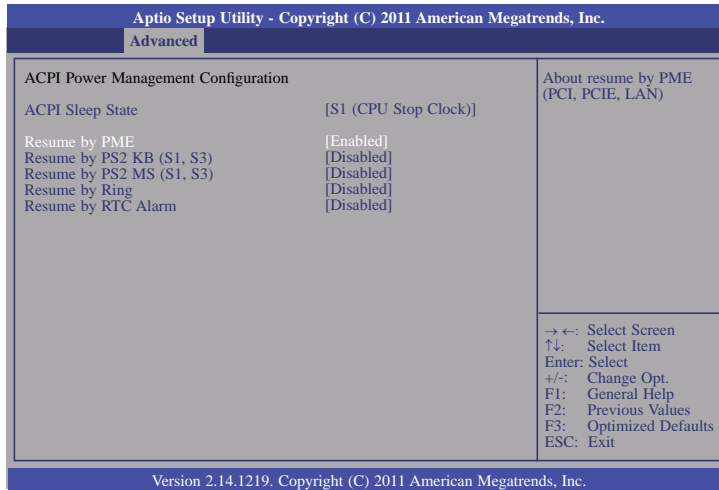 Aptio Setup Utility - Copyright (C) 2011 American Megatrends, Inc.
Advanced
ACPI Power Management Configuration
ACPI Sleep State [S1 (CPU Stop Clock)]
Resume by PME [Enabled]
Resume by PS2 KB (S1, S3) [Disabled]
Resume by PS2 MS (S1, S3) [Disabled]
Resume by Ring [Disabled]
Resume by RTC Alarm [Disabled]
About resume by PME
(PCI, PCIE, LAN)
→←: Select Screen
↑↓: Select Item
Enter: Select
+/-: Change Opt.
F1: General Help
F2: Previous Values
F3: Optimized Defaults
ESC: Exit
Version 2.14.1219. Copyright (C) 2011 American Megatrends, Inc.